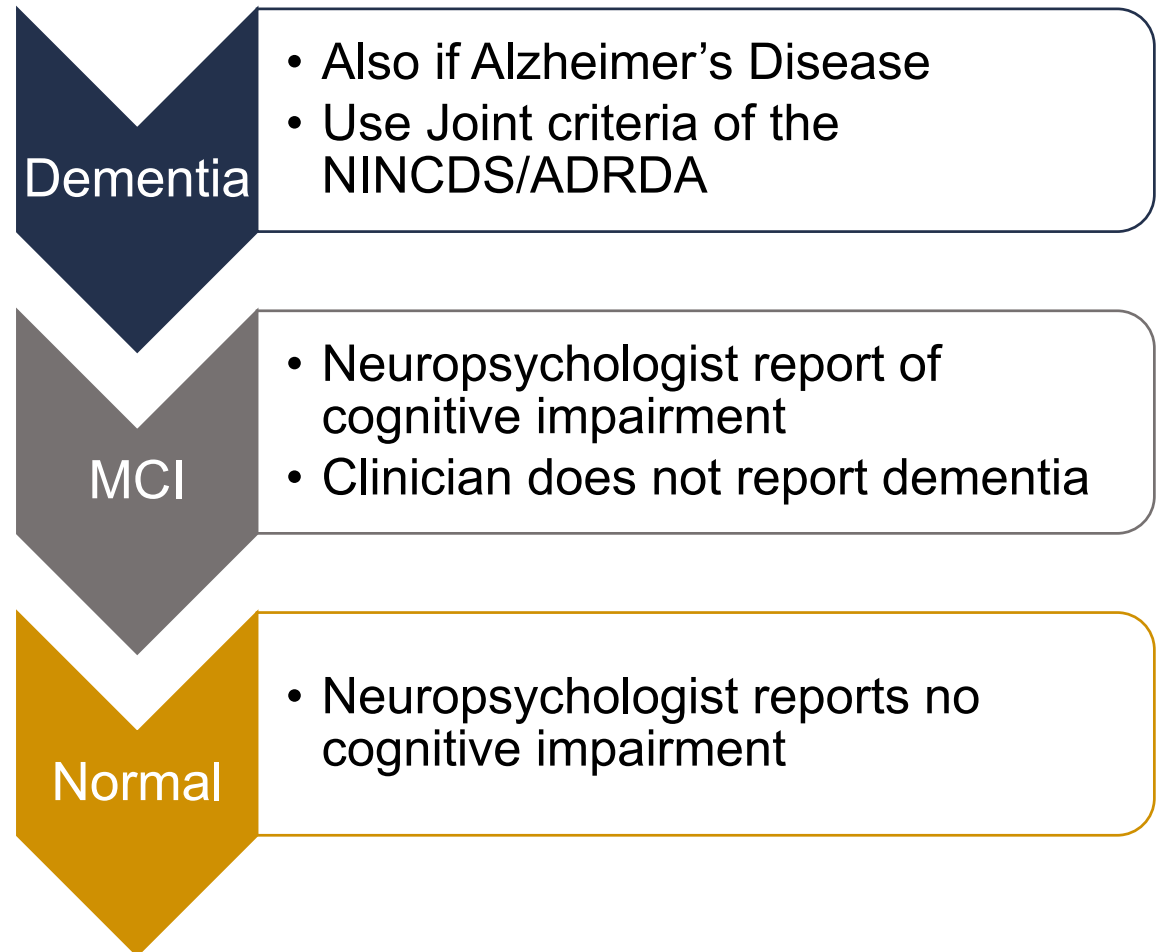 Dementia
• Also if Alzheimer’s Disease
• Use Joint criteria of the
NINCDS/ADRDA
MCI
• Neuropsychologist report of
cognitive impairment
• Clinician does not report dementia
Normal
• Neuropsychologist reports no
cognitive impairment